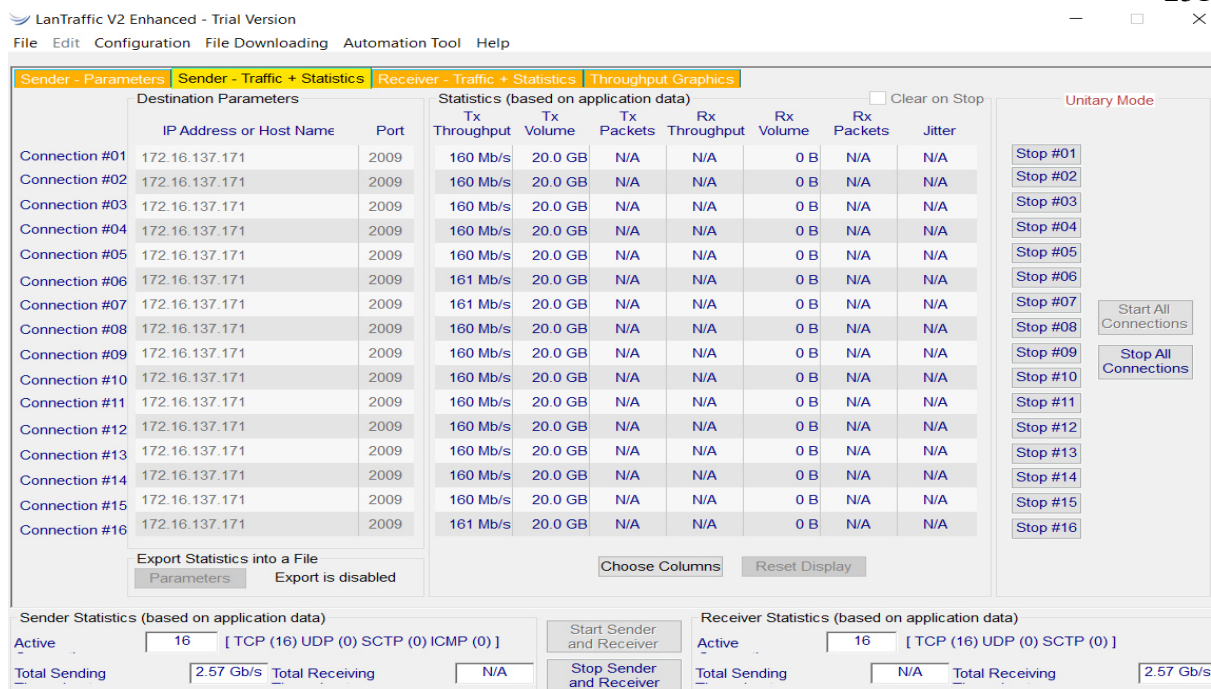 LanTraffic V2 Enhanced - Trial Version
File Edit Configuration File Downloading Automation Tool Help
Sender - Parameters Sender - Traffic + Statistics Receiver - Traffic + Statistics Throughput Graphics
Destination Parameters Statistics (based on application data) Clear on Stop Unitary Mode
IP Address or Host Name Port Tx Throughput Tx Volume Tx Packets Rx Throughput Rx Volume Rx Packets Jitter
Connection #01 172.16.137.171 2009 160 Mb/s 20.0 GB N/A N/A 0 B N/A N/A Stop #01
Connection #02 172.16.137.171 2009 160 Mb/s 20.0 GB N/A N/A 0 B N/A N/A Stop #02
Connection #03 172.16.137.171 2009 160 Mb/s 20.0 GB N/A N/A 0 B N/A N/A Stop #03
Connection #04 172.16.137.171 2009 160 Mb/s 20.0 GB N/A N/A 0 B N/A N/A Stop #04
Connection #05 172.16.137.171 2009 160 Mb/s 20.0 GB N/A N/A 0 B N/A N/A Stop #05
Connection #06 172.16.137.171 2009 161 Mb/s 20.0 GB N/A N/A 0 B N/A N/A Stop #06
Connection #07 172.16.137.171 2009 161 Mb/s 20.0 GB N/A N/A 0 B N/A N/A Stop #07
Start All
Connection #08 172.16.137.171 2009 160 Mb/s 20.0 GB N/A N/A 0 B N/A N/A Stop #08 Connections
Connection #09 172.16.137.171 2009 160 Mb/s 20.0 GB N/A N/A 0 B N/A N/A Stop #09 Stop All
Connection #10 172.16.137.171 2009 160 Mb/s 20.0 GB N/A N/A 0 B N/A N/A Stop #10 Connections
Connection #11 172.16.137.171 2009 160 Mb/s 20.0 GB N/A N/A 0 B N/A N/A Stop #11
Connection #12 172.16.137.171 2009 160 Mb/s 20.0 GB N/A N/A 0 B N/A N/A Stop #12
Connection #13 172.16.137.171 2009 160 Mb/s 20.0 GB N/A N/A 0 B N/A N/A Stop #13
Connection #14 172.16.137.171 2009 160 Mb/s 20.0 GB N/A N/A 0 B N/A N/A Stop #14
Connection #15 172.16.137.171 2009 160 Mb/s 20.0 GB N/A N/A 0 B N/A N/A Stop #15
Connection #16 172.16.137.171 2009 161 Mb/s 20.0 GB N/A N/A 0 B N/A N/A Stop #16
Export Statistics into a File
Parameters Export is disabled Choose Columns Reset Display
Sender Statistics (based on application data) Receiver Statistics (based on application data)
Start Sender
Active 16 [ TCP (16) UDP (0) SCTP (0) ICMP (0) ] and Receiver Active 16 [ TCP (16) UDP (0) SCTP (0) ]
Total Sending 2.57 Gb/s Total Receiving N/A Stop Sender Total Sending N/A Total Receiving 2.57 Gb/s
and Receiver